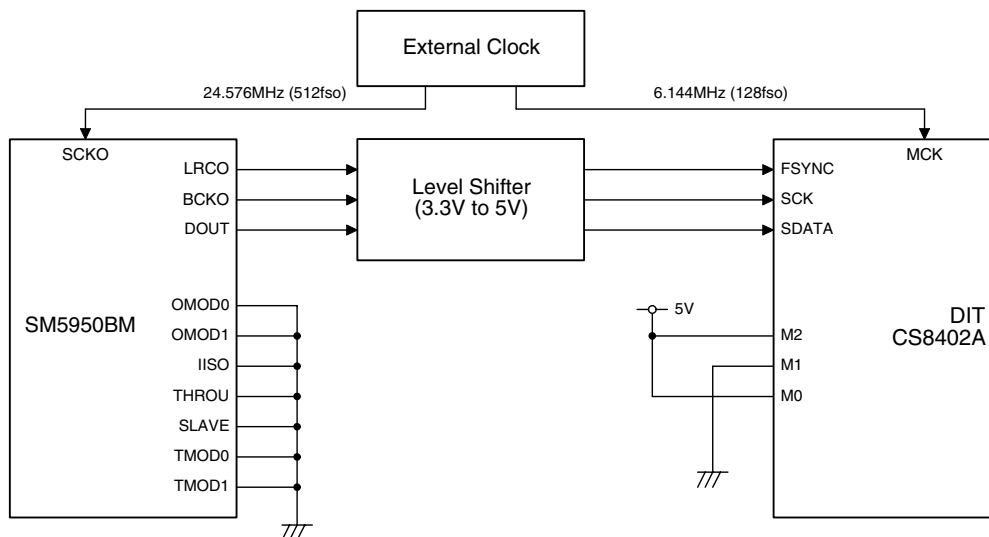 External Clock
24.576MHz (512fso)
6.144MHz (128fso)
SCKO
MCK
LRCO
BCKO
DOUT
Level Shifter
(3.3V to 5V)
FSYNC
SCK
SDATA
OMOD0
OMOD1
IISO
THROU
SLAVE
TMOD0
TMOD1
SM5950BM
5V
M2
M1
M0
DIT
CS8402A